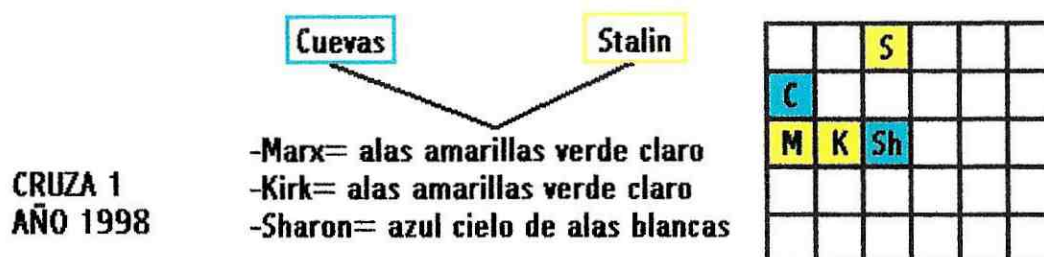 Cuevas Stalin
S
C
M K Sh
-Marx= alas amarillas verde claro
-Kirk= alas amarillas verde claro
-Sharon= azul cielo de alas blancas
CRUZA 1
AÑO 1998